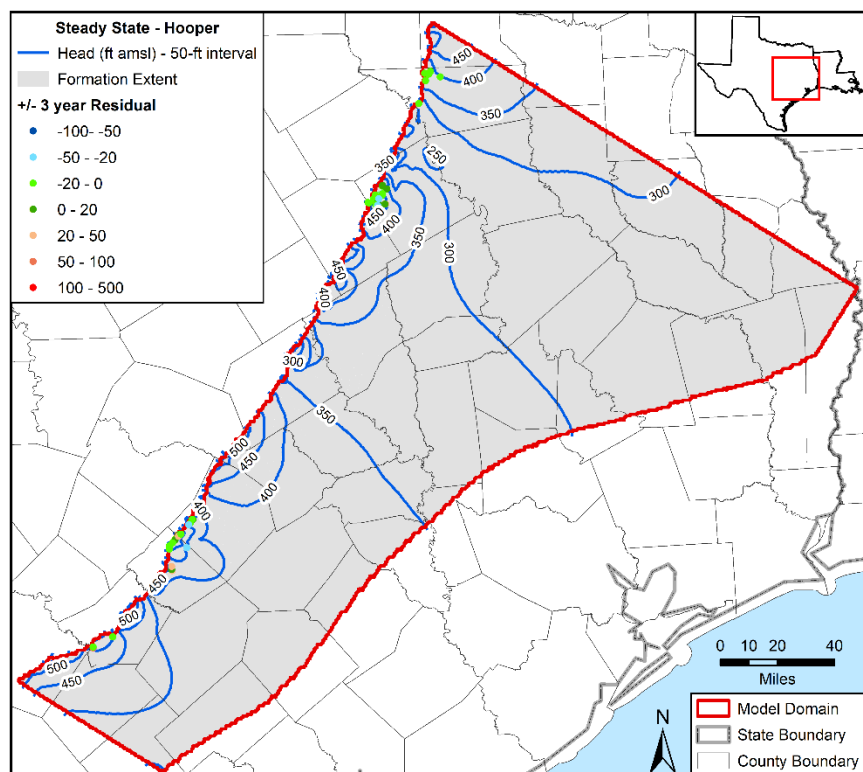 Steady State - Hooper
Head (ft amsl) - 50-ft interval
Formation Extent
+/- 3 year Residual
-100- -50
-50 - -20
-20 - 0
0 - 20
20 - 50
50 - 100
100 - 500
450
400
350
300
350
250
450
400
350
300
450
400
300
350
500
450
400
400
450
500
500
450
0 10 20 40
Miles
N
Model Domain
State Boundary
County Boundary